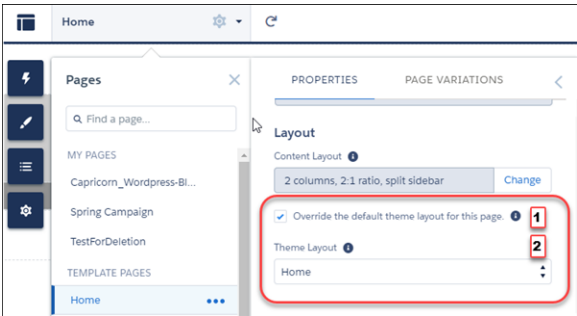 Home
Pages
Find a page...
MY PAGES
Capricorn_Wordpress-Bl...
Spring Campaign
TestForDeletion
TEMPLATE PAGES
Home
PROPERTIES
PAGE VARIATIONS
Layout
Content Layout
2 columns, 2:1 ratio, split sidebar
Change
Override the default theme layout for this page.
1
Theme Layout
2
Home